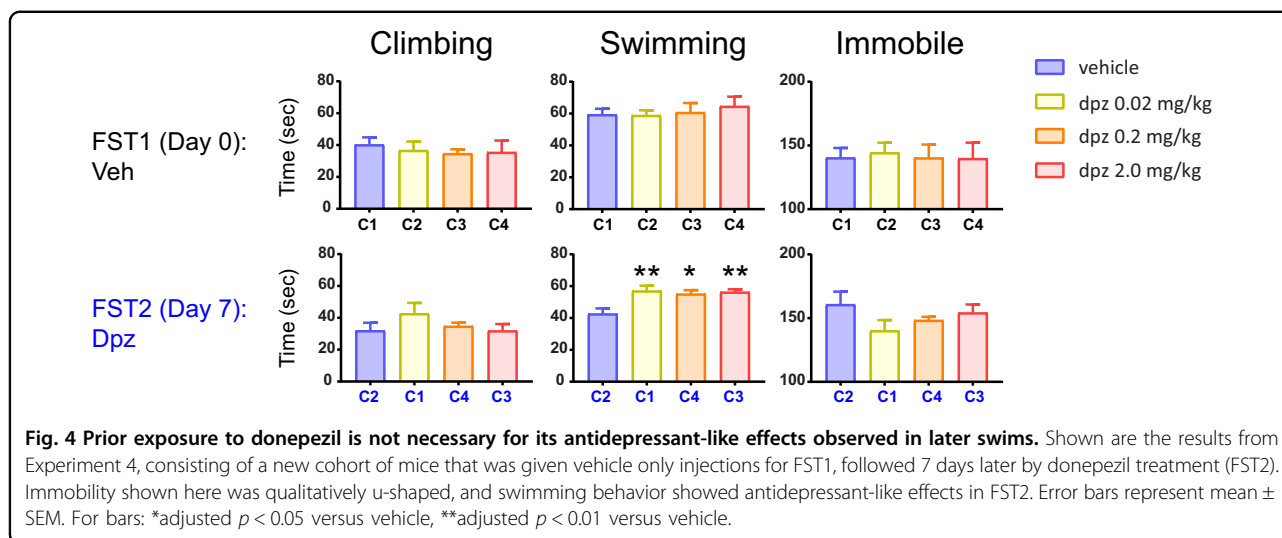 Climbing Swimming Immobile
vehicle
dpz 0.02 mg/kg
dpz 0.2 mg/kg
dpz 2.0 mg/kg
FST1 (Day 0):
Veh
Time (sec)
80
60
40
20
0
C1 C2 C3 C4
80
60
40
20
0
C1 C2 C3 C4
200
150
100
C1 C2 C3 C4
FST2 (Day 7):
Dpz
Time (sec)
80
60
40
20
0
C2 C1 C4 C3
80
60
40
20
0
** * **
C2 C1 C4 C3
200
150
100
C2 C1 C4 C3
Fig. 4 Prior exposure to donepezil is not necessary for its antidepressant-like effects observed in later swims. Shown are the results from
Experiment 4, consisting of a new cohort of mice that was given vehicle only injections for FST1, followed 7 days later by donepezil treatment (FST2).
Immobility shown here was qualitatively u-shaped, and swimming behavior showed antidepressant-like effects in FST2. Error bars represent mean ±
SEM. For bars: *adjusted p < 0.05 versus vehicle, **adjusted p < 0.01 versus vehicle.